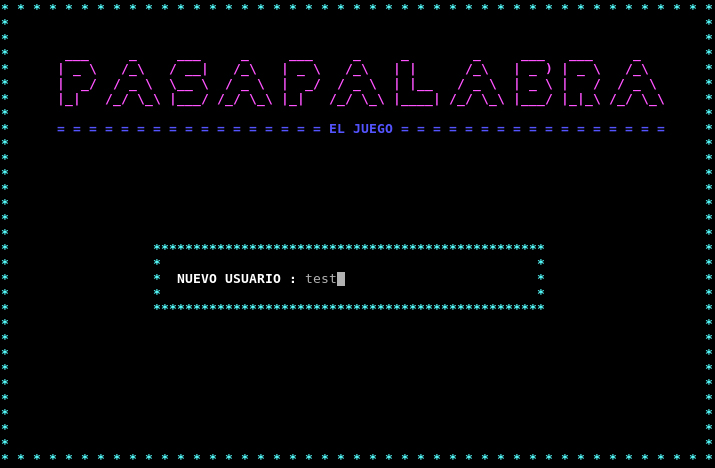 PASAPALABRA
EL JUEGO
NUEVO USUARIO : test